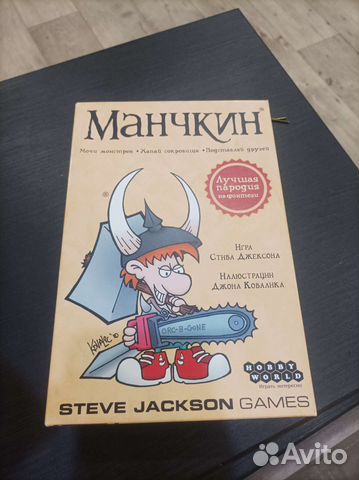 Манчкин®
Мочи монстров • Хапай сокровища • Подставляй друзей
Лучшая
пародия
на фэнтези
Игра
Стива Джексона
Иллюстрации
Джона Ковалика
ORC-B-GONE
HOBBY
WORLD
Играть интересно
STEVE JACKSON GAMES
Avito